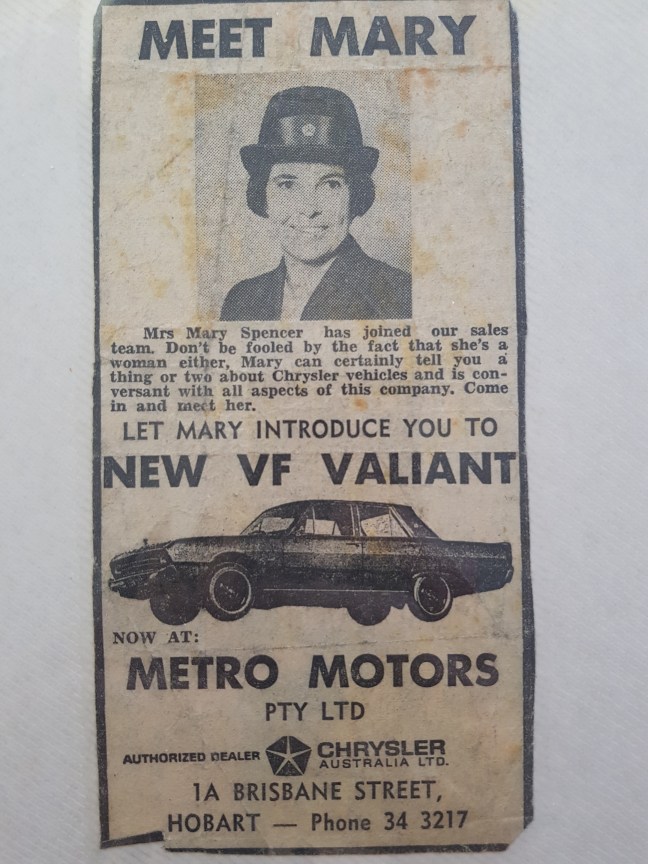 MEET MARY
Mrs Mary Spencer has joined our sales
team. Don't be fooled by the fact that she's a
woman either, Mary can certainly tell you a
thing or two about Chrysler vehicles and is con-
versant with all aspects of this company. Come
in and meet her.
LET MARY INTRODUCE YOU TO
NEW VF VALIANT
NOW AT:
METRO MOTORS
PTY LTD
AUTHORIZED DEALER CHRYSLER
AUSTRALIA LTD.
1A BRISBANE STREET,
HOBART — Phone 34 3217